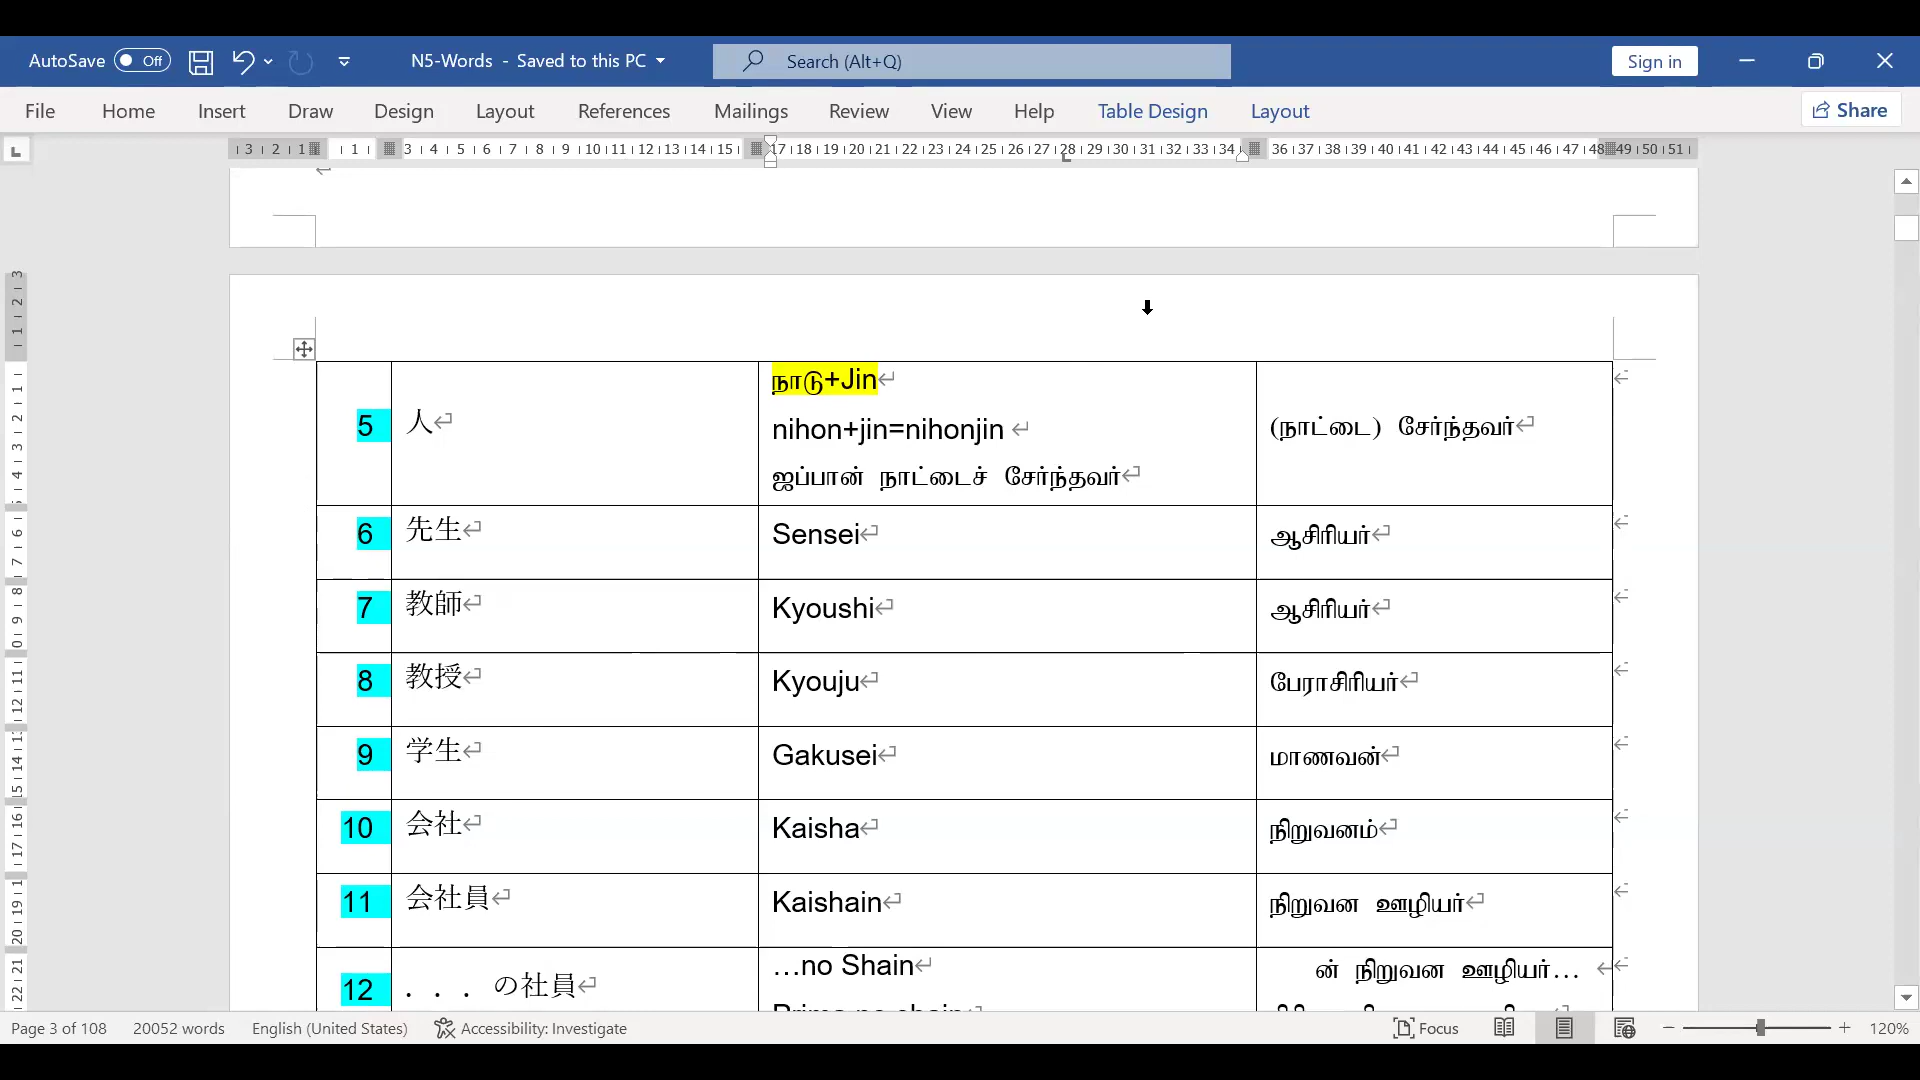 AutoSave Off N5-Words - Saved to this PC Search (Alt+Q) Sign in
File Home Insert Draw Design Layout References Mailings Review View Help Table Design Layout Share
நாடு+Jin
5 人 nihon+jin=nihonjin (நாட்டை) சேர்ந்தவர்
ஜப்பான் நாட்டைச் சேர்ந்தவர்
6 先生 Sensei ஆசிரியர்
7 教師 Kyoushi ஆசிரியர்
8 教授 Kyouju பேராசிரியர்
9 学生 Gakusei மாணவன்
10 会社 Kaisha நிறுவனம்
11 会社員 Kaishain நிறுவன ஊழியர்
...no Shain ன் நிறுவன ஊழியர்...
12 ．．．の社員
Page 3 of 108 20052 words English (United States) Accessibility: Investigate Focus 120%